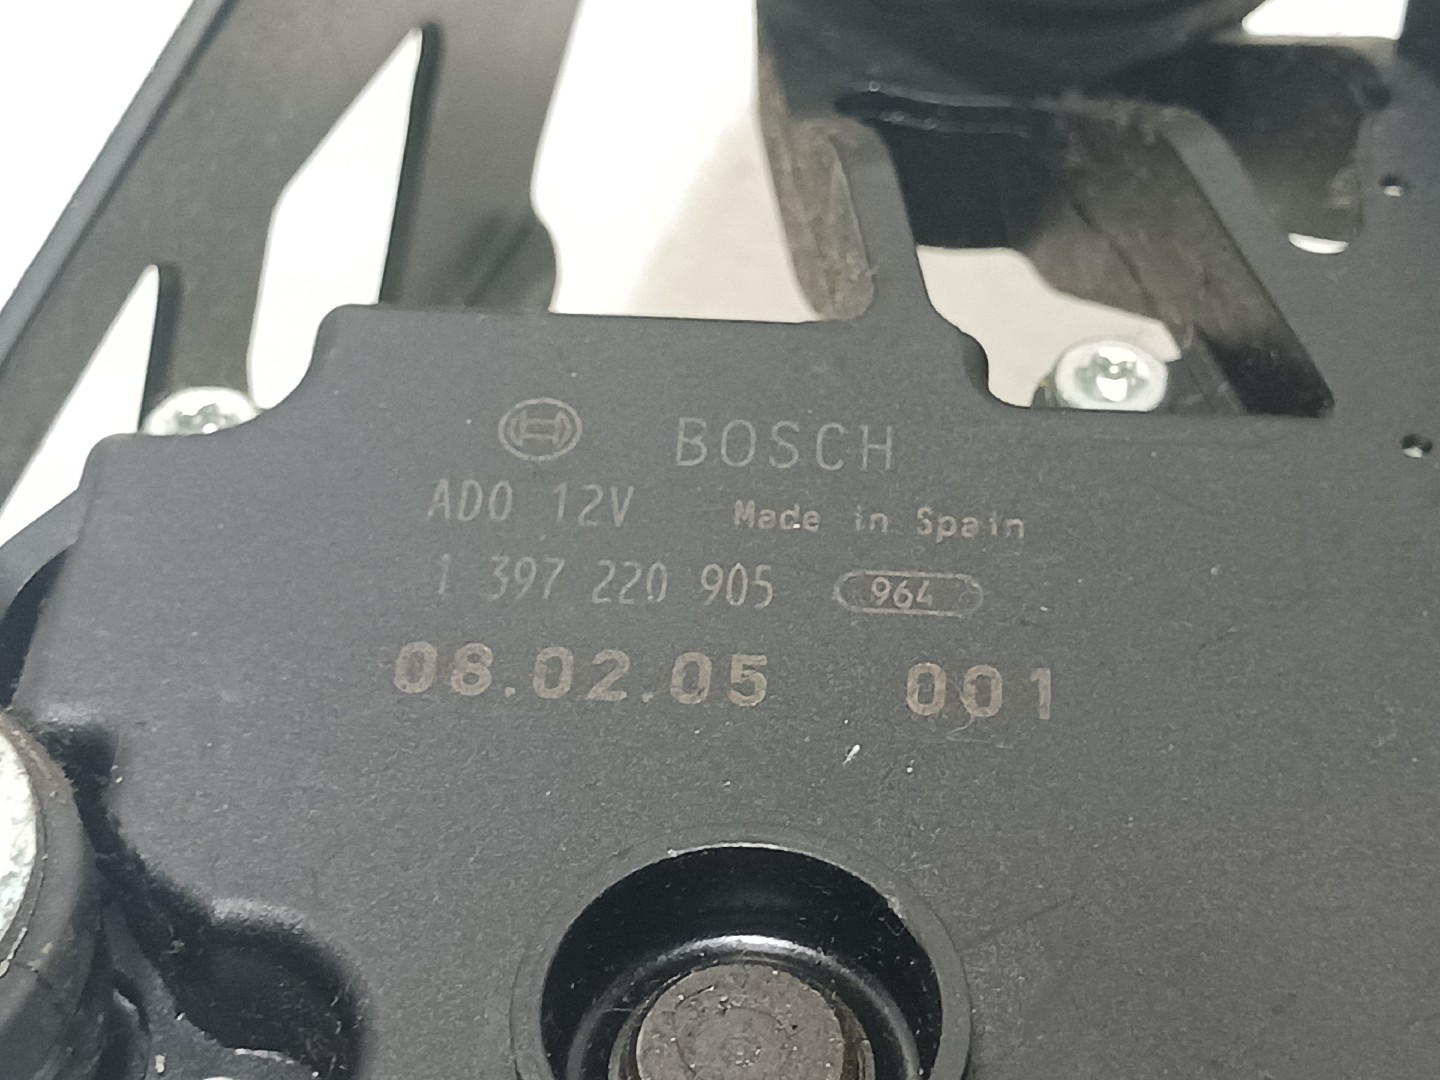 BOSCH
ADO 12V Made in Spain
1 397 220 905 964
08.02.05 001